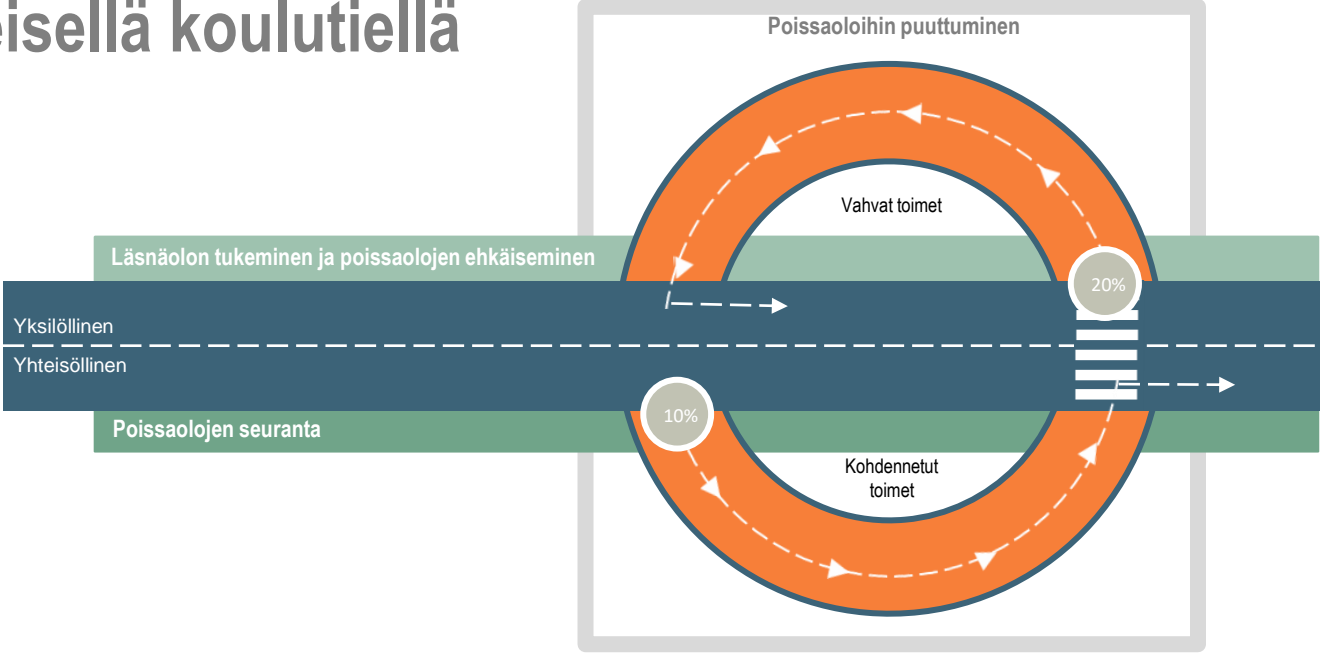 eisellä koulutiellä
Poissaoloihin puuttuminen
Vahvat toimet
Läsnäolon tukeminen ja poissaolojen ehkäiseminen
20%
Yksilöllinen
Yhteisöllinen
10%
Poissaolojen seuranta
Kohdennetut
toimet